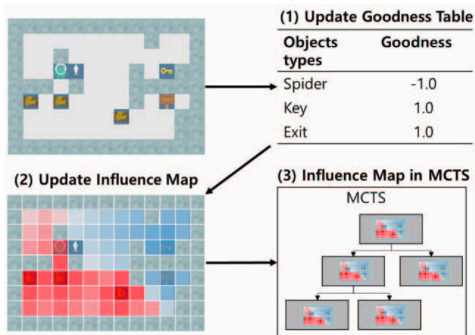 (1) Update Goodness Table
Objects types Goodness
Spider -1.0
Key 1.0
Exit 1.0
(2) Update Influence Map
(3) Influence Map in MCTS
MCTS